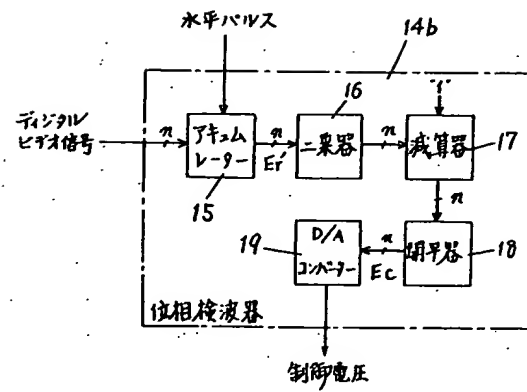 水平パルス
14b
ディジタル
ビデオ信号
n
アキュム
レーター
15
n
Er'
16
二乗器
n
"1"
減算器
17
n
開平器
18
n
Ec
D/A
コンバーター
19
位相検波器
制御電圧